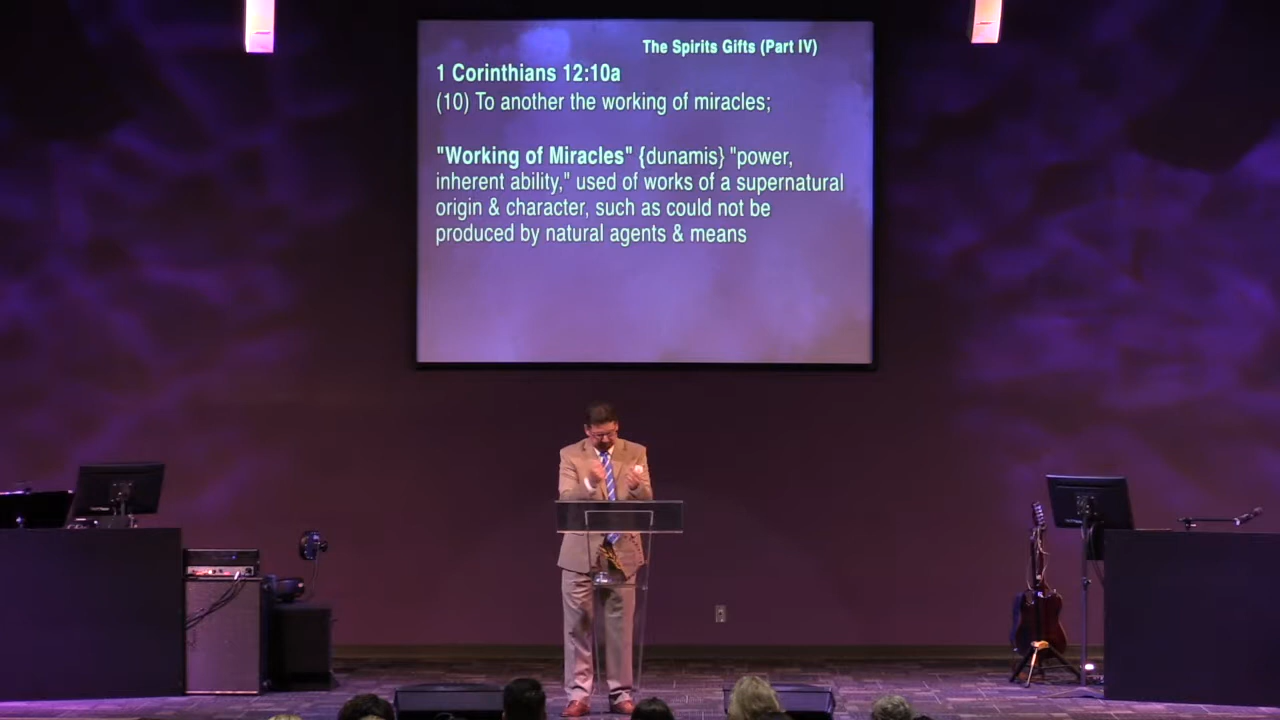 The Spirits Gifts (Part IV)
1 Corinthians 12:10a
(10) To another the working of miracles;
"Working of Miracles" {dunamis} "power,
inherent ability," used of works of a supernatural
origin & character, such as could not be
produced by natural agents & means